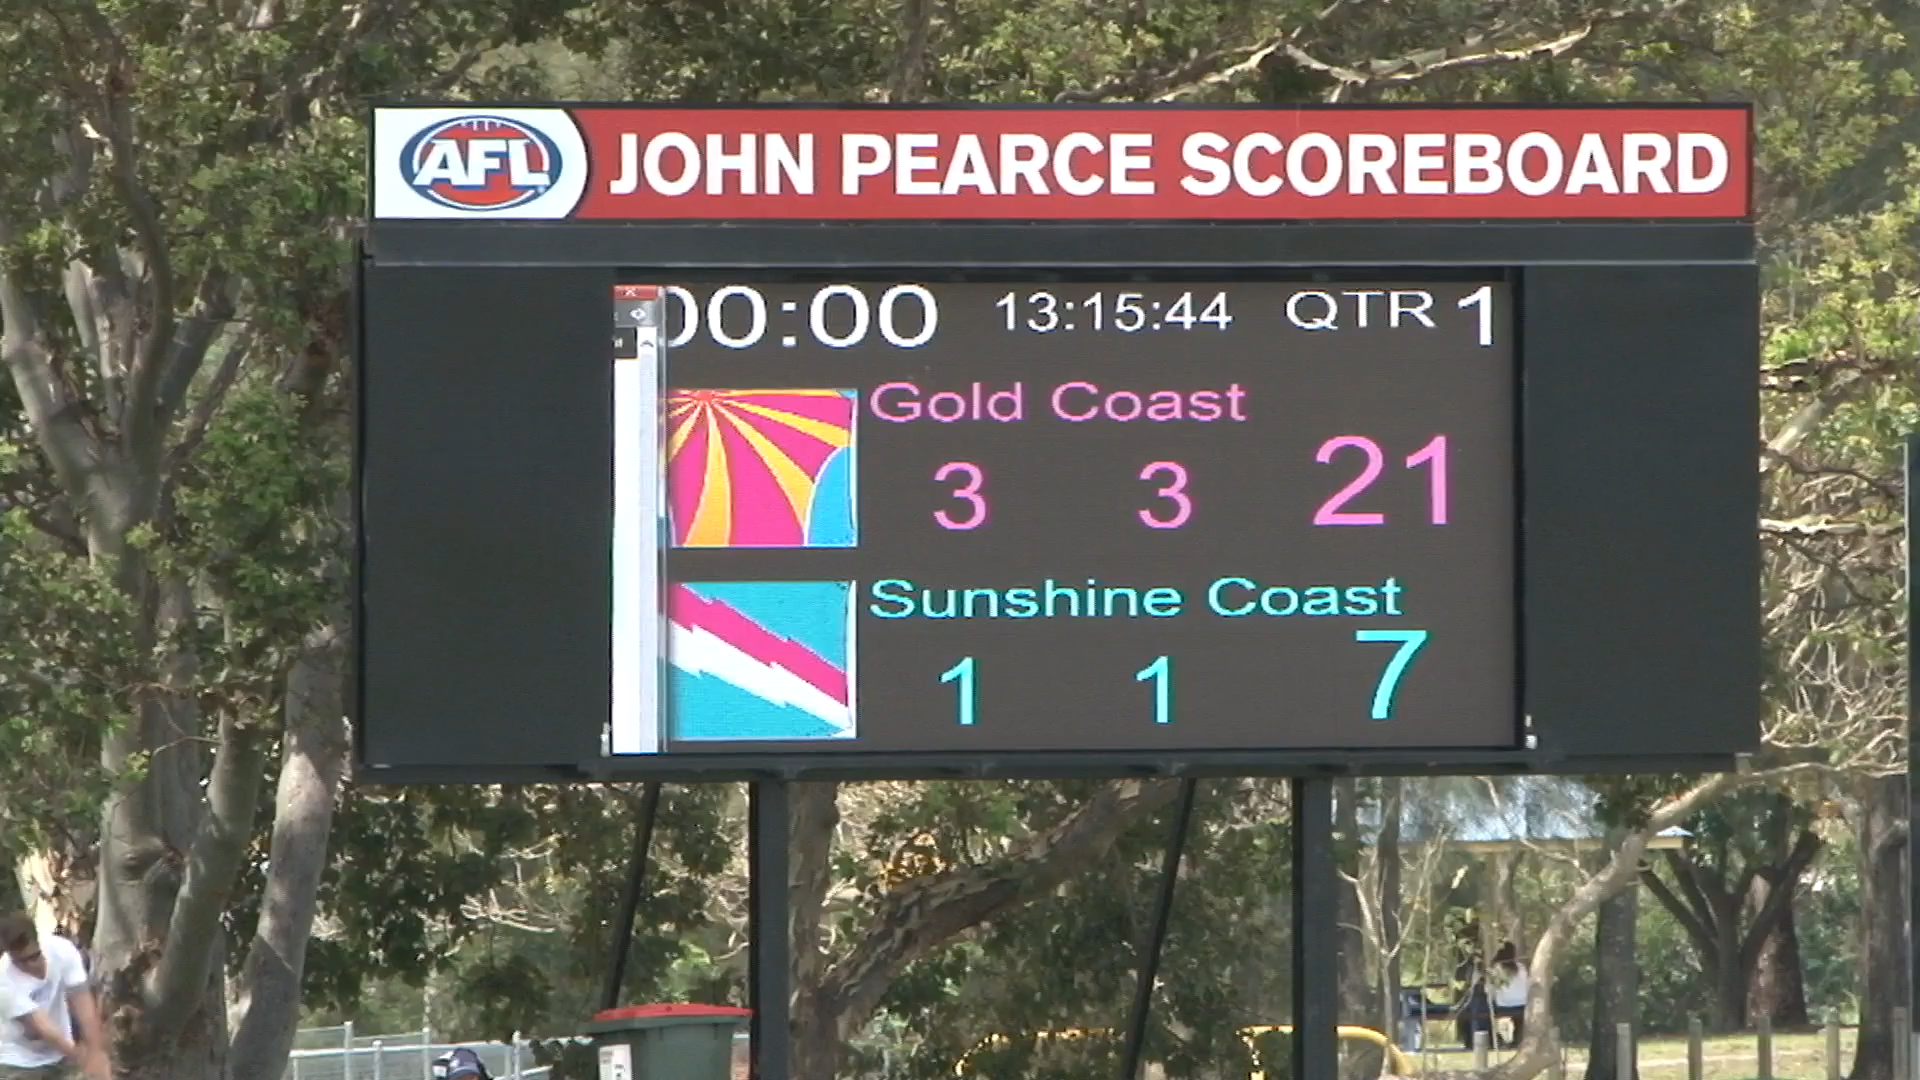 AFL JOHN PEARCE SCOREBOARD
00:00 13:15:44 QTR 1
Gold Coast
3 3 21
Sunshine Coast
1 1 7